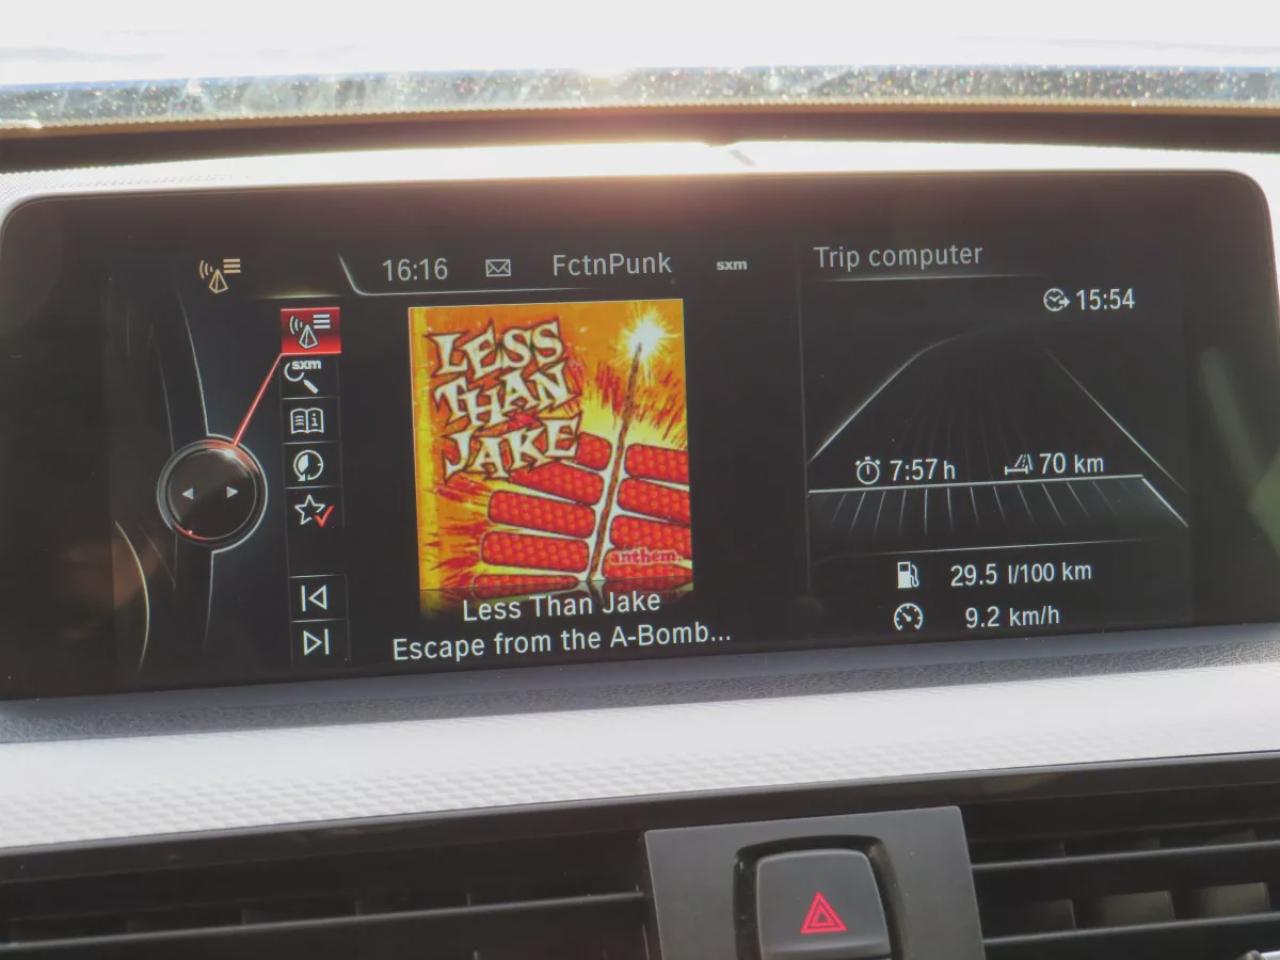 16:16
FctnPunk
sxm
Trip computer
15:54
sxm
LESS
THAN
JAKE
anthem.
7:57 h
70 km
29.5 l/100 km
9.2 km/h
Less Than Jake
Escape from the A-Bomb...